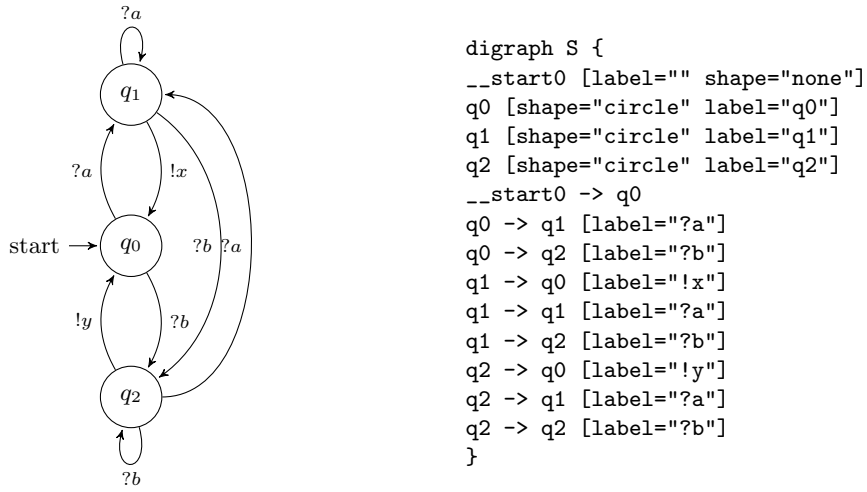 ?a
q1
?a
!x
?b
?a
start
q0
!y
?b
q2
?b
digraph S {
__start0 [label="" shape="none"]
q0 [shape="circle" label="q0"]
q1 [shape="circle" label="q1"]
q2 [shape="circle" label="q2"]
__start0 -> q0
q0 -> q1 [label="?a"]
q0 -> q2 [label="?b"]
q1 -> q0 [label="!x"]
q1 -> q1 [label="?a"]
q1 -> q2 [label="?b"]
q2 -> q0 [label="!y"]
q2 -> q1 [label="?a"]
q2 -> q2 [label="?b"]
}